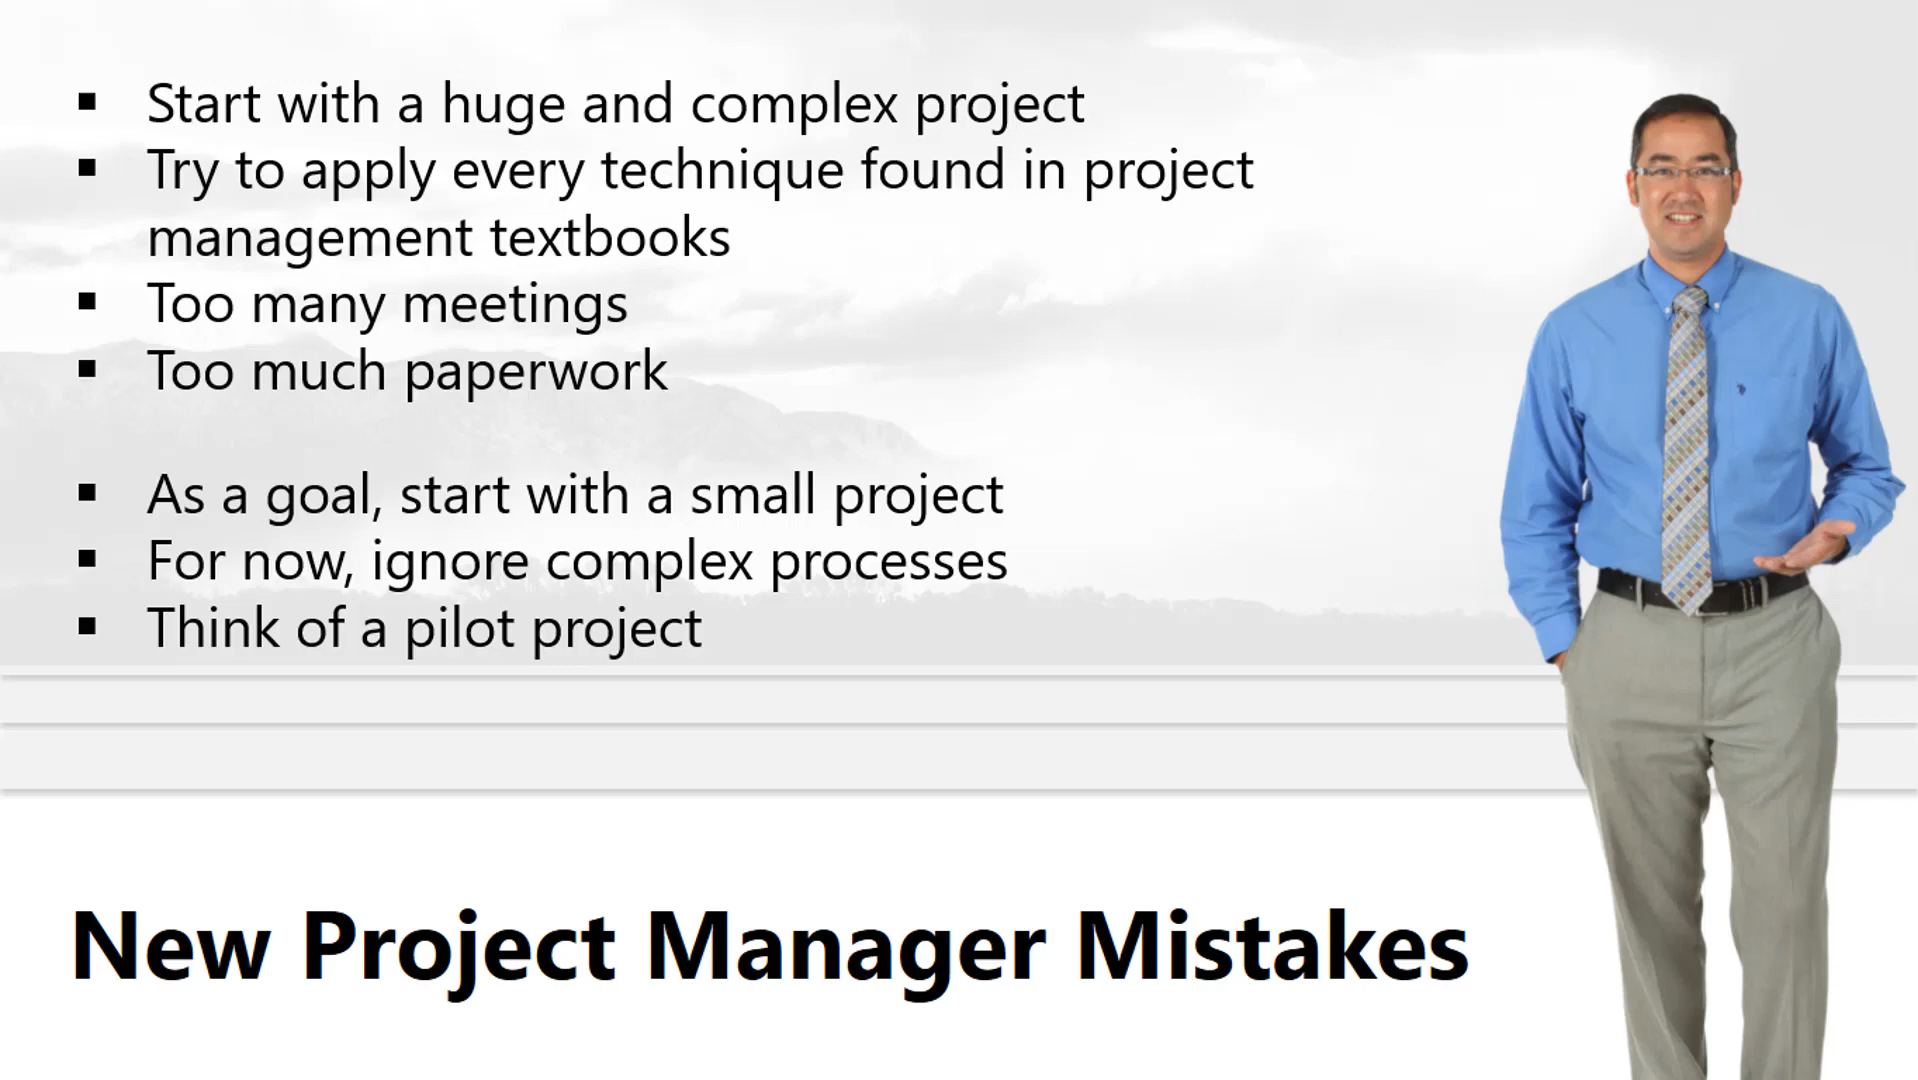 ▪ Start with a huge and complex project
▪ Try to apply every technique found in project
management textbooks
▪ Too many meetings
▪ Too much paperwork
▪ As a goal, start with a small project
▪ For now, ignore complex processes
▪ Think of a pilot project
New Project Manager Mistakes